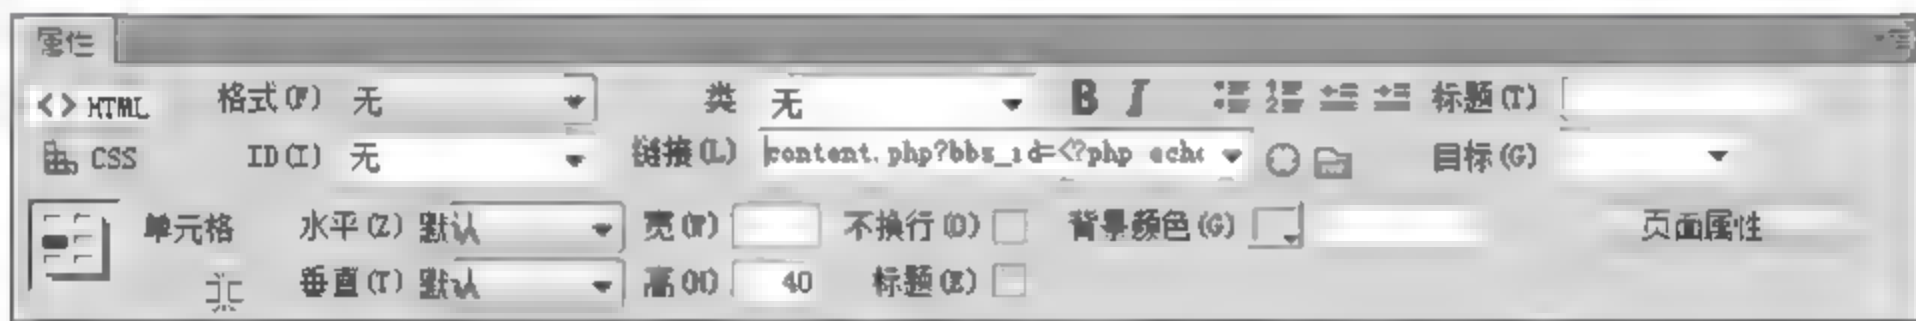 属性
<> HTML 格式(F) 无 类 无 B I 标题(T)
CSS ID(I) 无 链接(L) content.php?bbs_id=<?php echo 目标(G)
单元格 水平(Z) 默认 宽(W) 不换行(O) 背景颜色(G) 页面属性
垂直(T) 默认 高(H) 40 标题(E)